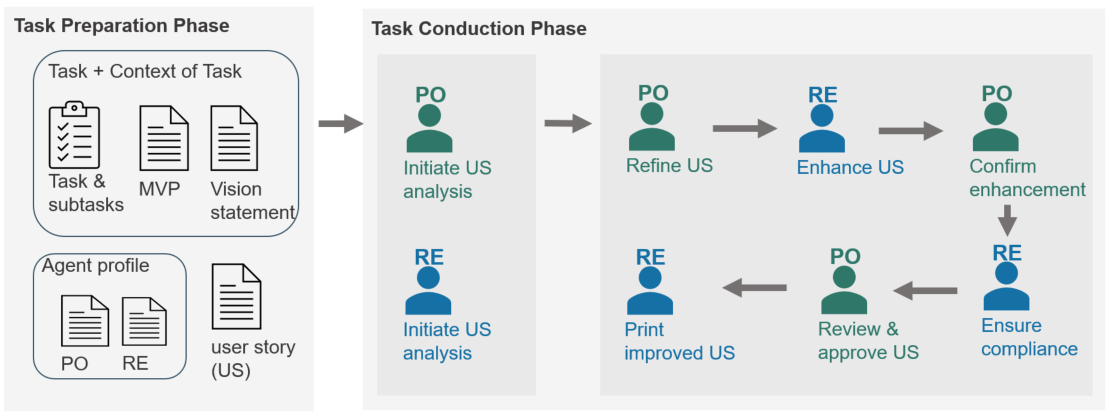 Task Preparation Phase
Task + Context of Task
Task &
subtasks
MVP
Vision
statement
Agent profile
PO
RE
user story
(US)
Task Conduction Phase
PO
Initiate US
analysis
RE
Initiate US
analysis
PO
Refine US
RE
Enhance US
PO
Confirm
enhancement
RE
Ensure
compliance
PO
Review &
approve US
RE
Print
improved US